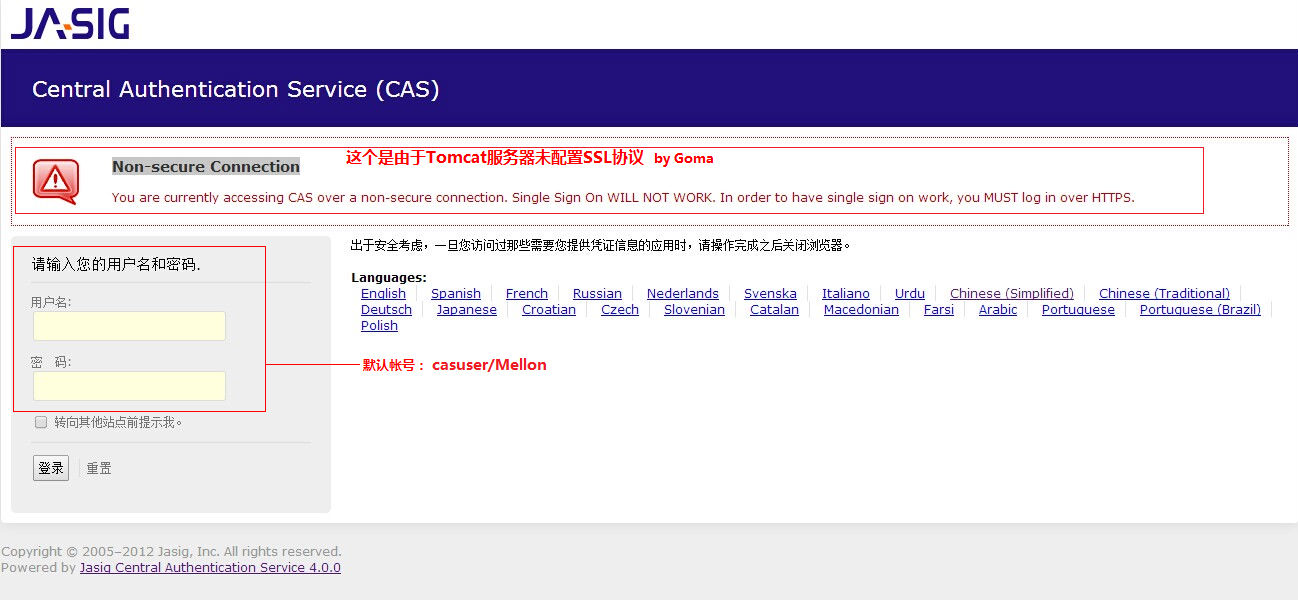 JASIG
Central Authentication Service (CAS)
这个是由于Tomcat服务器未配置SSL协议 by Goma
Non-secure Connection
You are currently accessing CAS over a non-secure connection. Single Sign On WILL NOT WORK. In order to have single sign on work, you MUST log in over HTTPS.
请输入您的用户名和密码.
用户名:
密 码:
转向其他站点前提示我。
登录 重置
出于安全考虑，一旦您访问过那些需要您提供凭证信息的应用时，请操作完成之后关闭浏览器。
Languages:
English Spanish French Russian Nederlands Svenska Italiano Urdu Chinese (Simplified) Chinese (Traditional)
Deutsch Japanese Croatian Czech Slovenian Catalan Macedonian Farsi Arabic Portuguese Portuguese (Brazil)
Polish
默认帐号： casuser/Mellon
Copyright © 2005–2012 Jasig, Inc. All rights reserved.
Powered by Jasig Central Authentication Service 4.0.0